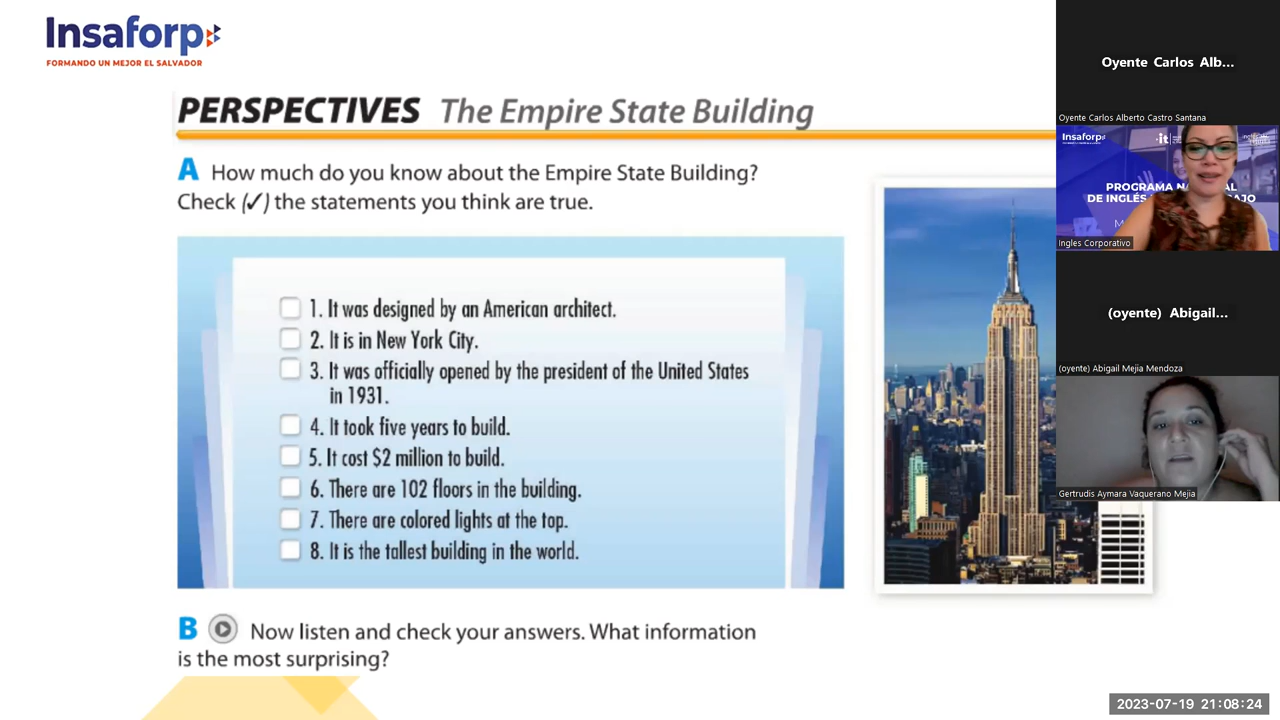 Insaforp
FORMANDO UN MEJOR EL SALVADOR
PERSPECTIVES The Empire State Building
A How much do you know about the Empire State Building?
Check (✓) the statements you think are true.
1. It was designed by an American architect.
2. It is in New York City.
3. It was officially opened by the president of the United States
in 1931.
4. It took five years to build.
5. It cost $2 million to build.
6. There are 102 floors in the building.
7. There are colored lights at the top.
8. It is the tallest building in the world.
B Now listen and check your answers. What information
is the most surprising?
Oyente Carlos Alb...
Oyente Carlos Alberto Castro Santana
Insaforp
PROGRAMA
DE INGLÉS
Ingles Corporativo
(oyente) Abigail...
(oyente) Abigail Mejia Mendoza
Gertrudis Aymara Vaquerano Mejia
2023-07-19 21:08:24